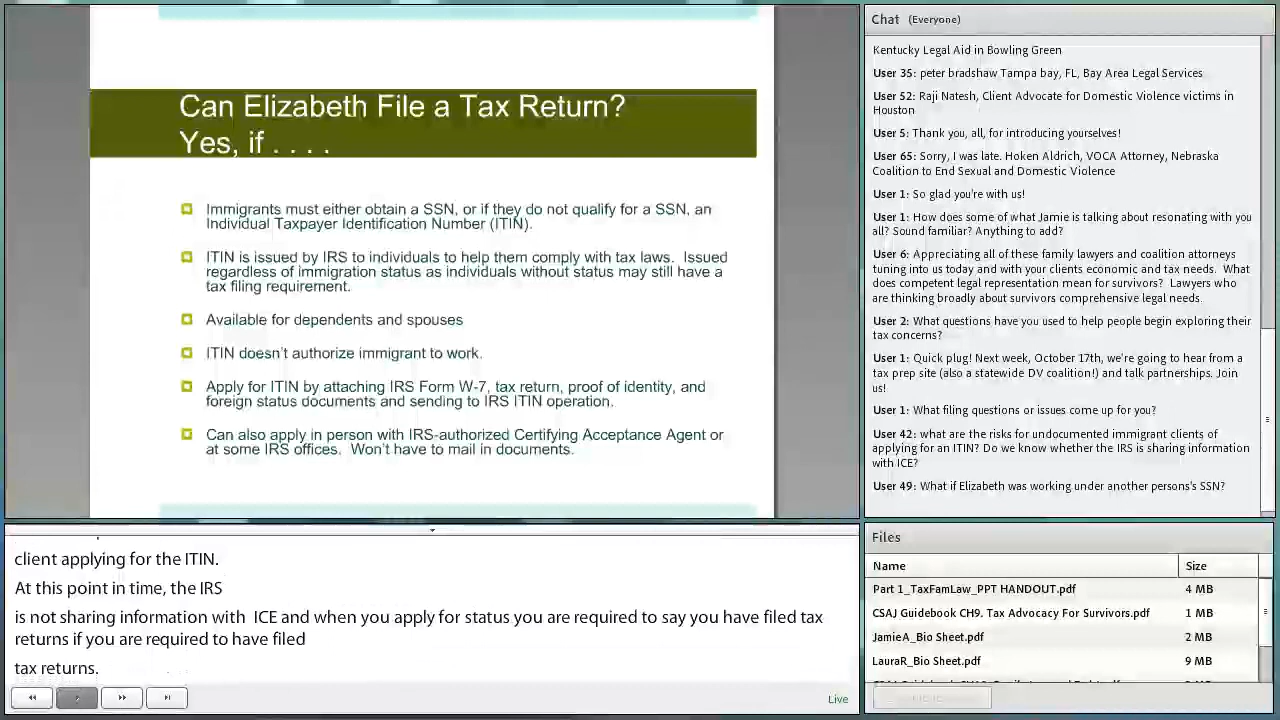 Can Elizabeth File a Tax Return?
Yes, if . . . .
Immigrants must either obtain a SSN, or if they do not qualify for a SSN, an
Individual Taxpayer Identification Number (ITIN).
ITIN is issued by IRS to individuals to help them comply with tax laws.  Issued
regardless of immigration status as individuals without status may still have a
tax filing requirement.
Available for dependents and spouses
ITIN doesn't authorize immigrant to work.
Apply for ITIN by attaching IRS Form W-7, tax return, proof of identity, and
foreign status documents and sending to IRS ITIN operation.
Can also apply in person with IRS-authorized Certifying Acceptance Agent or
at some IRS offices.  Won't have to mail in documents.
client applying for the ITIN.
At this point in time, the IRS
is not sharing information with  ICE and when you apply for status you are required to say you have filed tax
returns if you are required to have filed
tax returns.
Live
Chat (Everyone)
Kentucky Legal Aid in Bowling Green
User 35: peter bradshaw Tampa bay, FL, Bay Area Legal Services
User 52: Raji Natesh, Client Advocate for Domestic Violence victims in
Houston
User 5: Thank you, all, for introducing yourselves!
User 65: Sorry, I was late. Hoken Aldrich, VOCA Attorney, Nebraska
Coalition to End Sexual and Domestic Violence
User 1: So glad you're with us!
User 1: How does some of what Jamie is talking about resonating with you
all? Sound familiar? Anything to add?
User 6: Appreciating all of these family lawyers and coalition attorneys
tuning into us today and with your clients economic and tax needs.  What
does competent legal representation mean for survivors?  Lawyers who
are thinking broadly about survivors comprehensive legal needs.
User 2: What questions have you used to help people begin exploring their
tax concerns?
User 1: Quick plug! Next week, October 17th, we're going to hear from a
tax prep site (also a statewide DV coalition!) and talk partnerships. Join
us!
User 1: What filing questions or issues come up for you?
User 42: what are the risks for undocumented immigrant clients of
applying for an ITIN? Do we know whether the IRS is sharing information
with ICE?
User 49: What if Elizabeth was working under another persons's SSN?
Files
Name Size
Part 1_TaxFamLaw_PPT HANDOUT.pdf 4 MB
CSAJ Guidebook CH9. Tax Advocacy For Survivors.pdf 1 MB
JamieA_Bio Sheet.pdf 2 MB
LauraR_Bio Sheet.pdf 9 MB